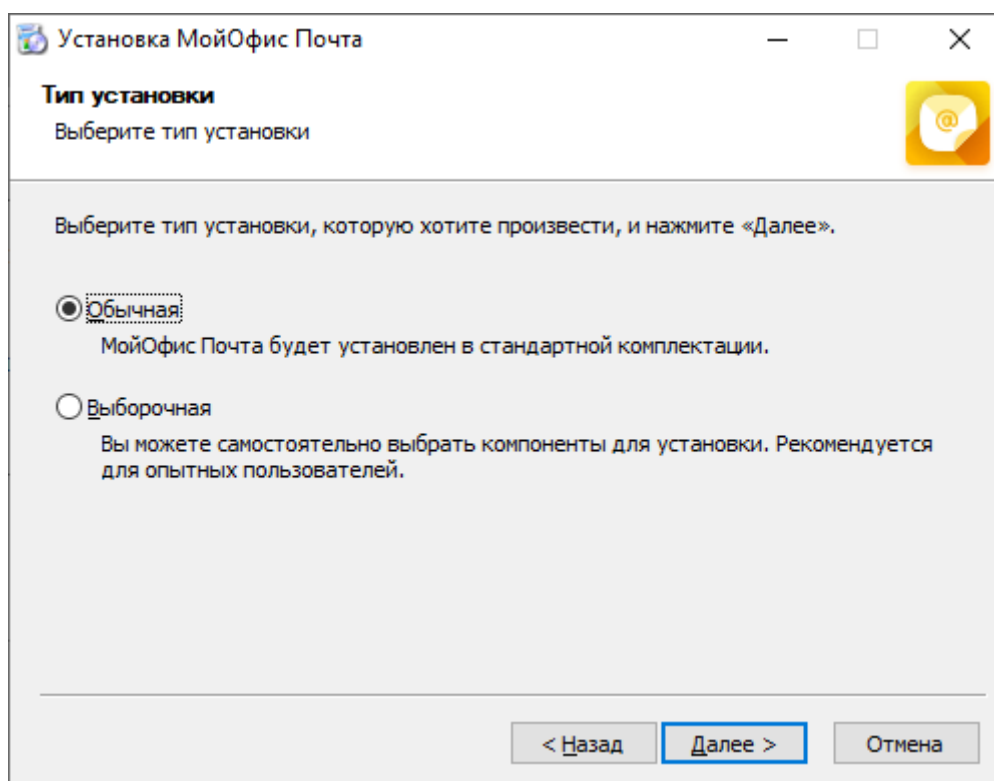 Установка МойОфис Почта
Тип установки
Выберите тип установки
@
Выберите тип установки, которую хотите произвести, и нажмите «Далее».
Обычная
МойОфис Почта будет установлен в стандартной комплектации.
Выборочная
Вы можете самостоятельно выбрать компоненты для установки. Рекомендуется
для опытных пользователей.
< Назад Далее > Отмена